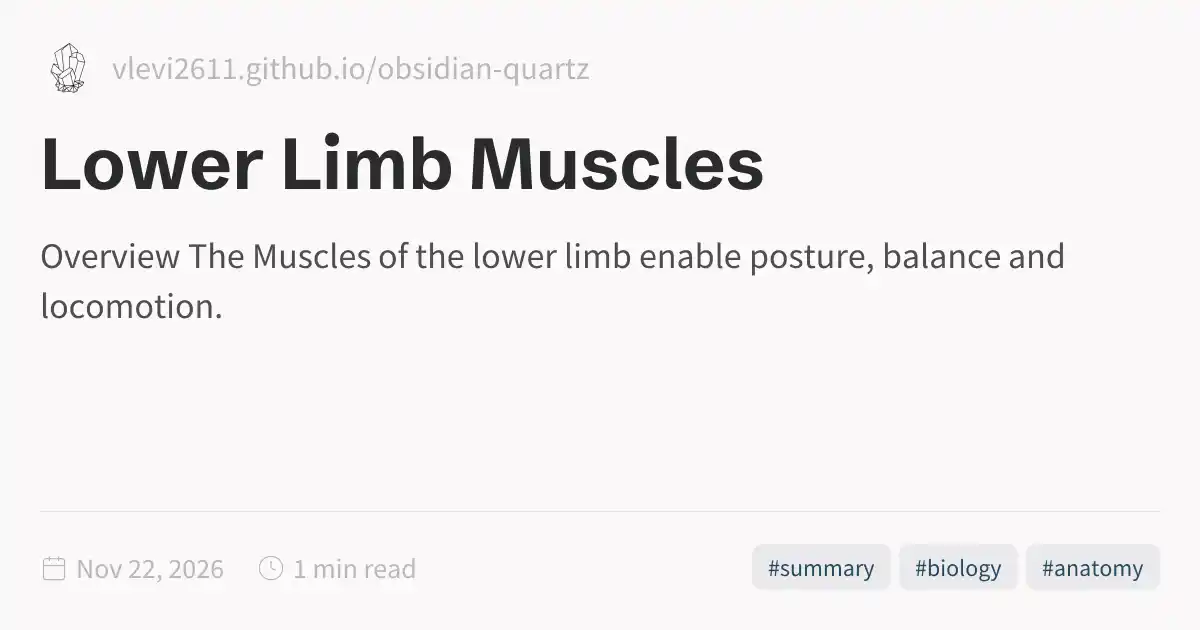 vlevi2611.github.io/obsidian-quartz
Lower Limb Muscles
Overview The Muscles of the lower limb enable posture, balance and
locomotion.
Nov 22, 2026 1 min read #summary #biology #anatomy